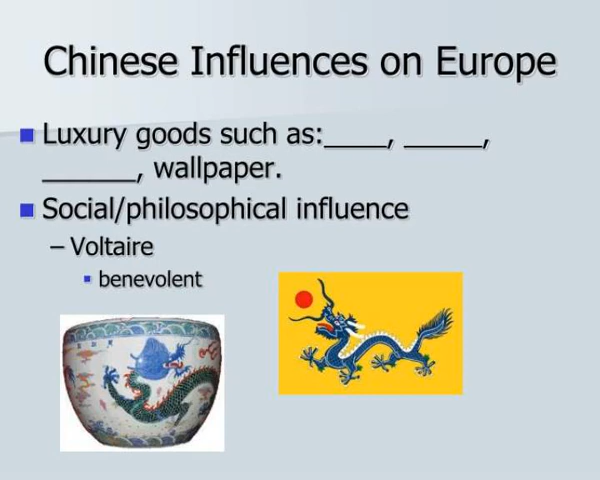 Chinese Influences on Europe
Luxury goods such as:____, _____,
______, wallpaper.
Social/philosophical influence
– Voltaire
benevolent